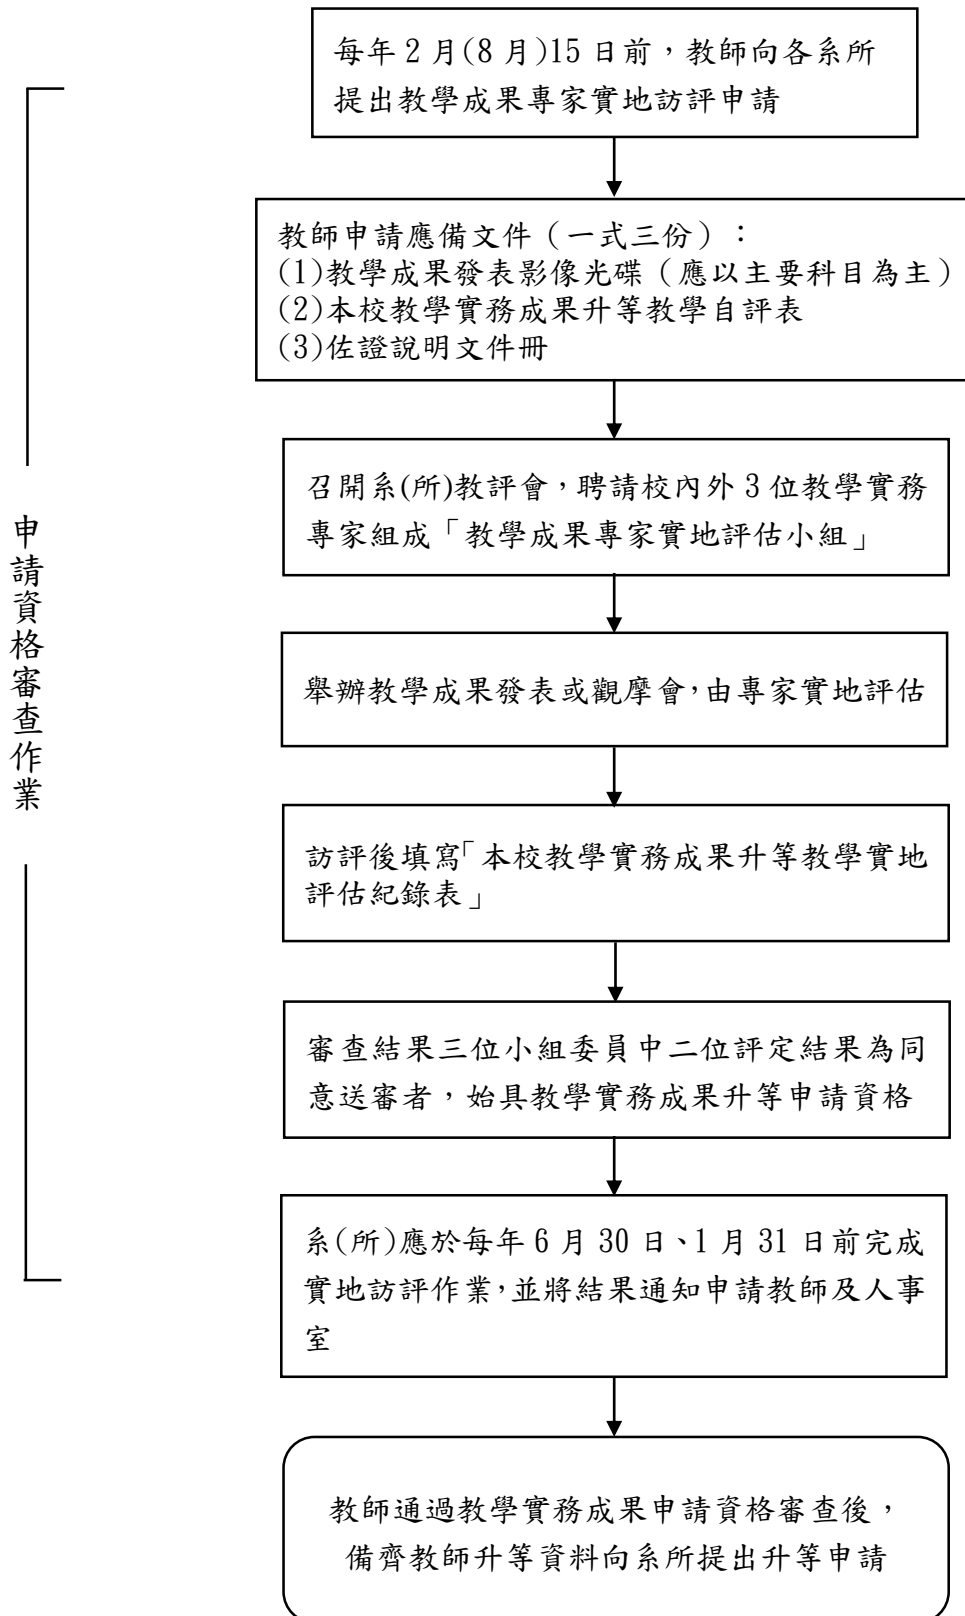 每年 2 月(8 月)15 日前，教師向各系所
提出教學成果專家實地訪評申請
教師申請應備文件（一式三份）：
(1)教學成果發表影像光碟（應以主要科目為主）
(2)本校教學實務成果升等教學自評表
(3)佐證說明文件冊
召開系(所)教評會，聘請校內外 3 位教學實務
專家組成「教學成果專家實地評估小組」
申請資格審查作業
舉辦教學成果發表或觀摩會，由專家實地評估
訪評後填寫「本校教學實務成果升等教學實地
評估紀錄表」
審查結果三位小組委員中二位評定結果為同
意送審者，始具教學實務成果升等申請資格
系(所)應於每年 6 月 30 日、1 月 31 日前完成
實地訪評作業，並將結果通知申請教師及人事
室
教師通過教學實務成果申請資格審查後，
備齊教師升等資料向系所提出升等申請